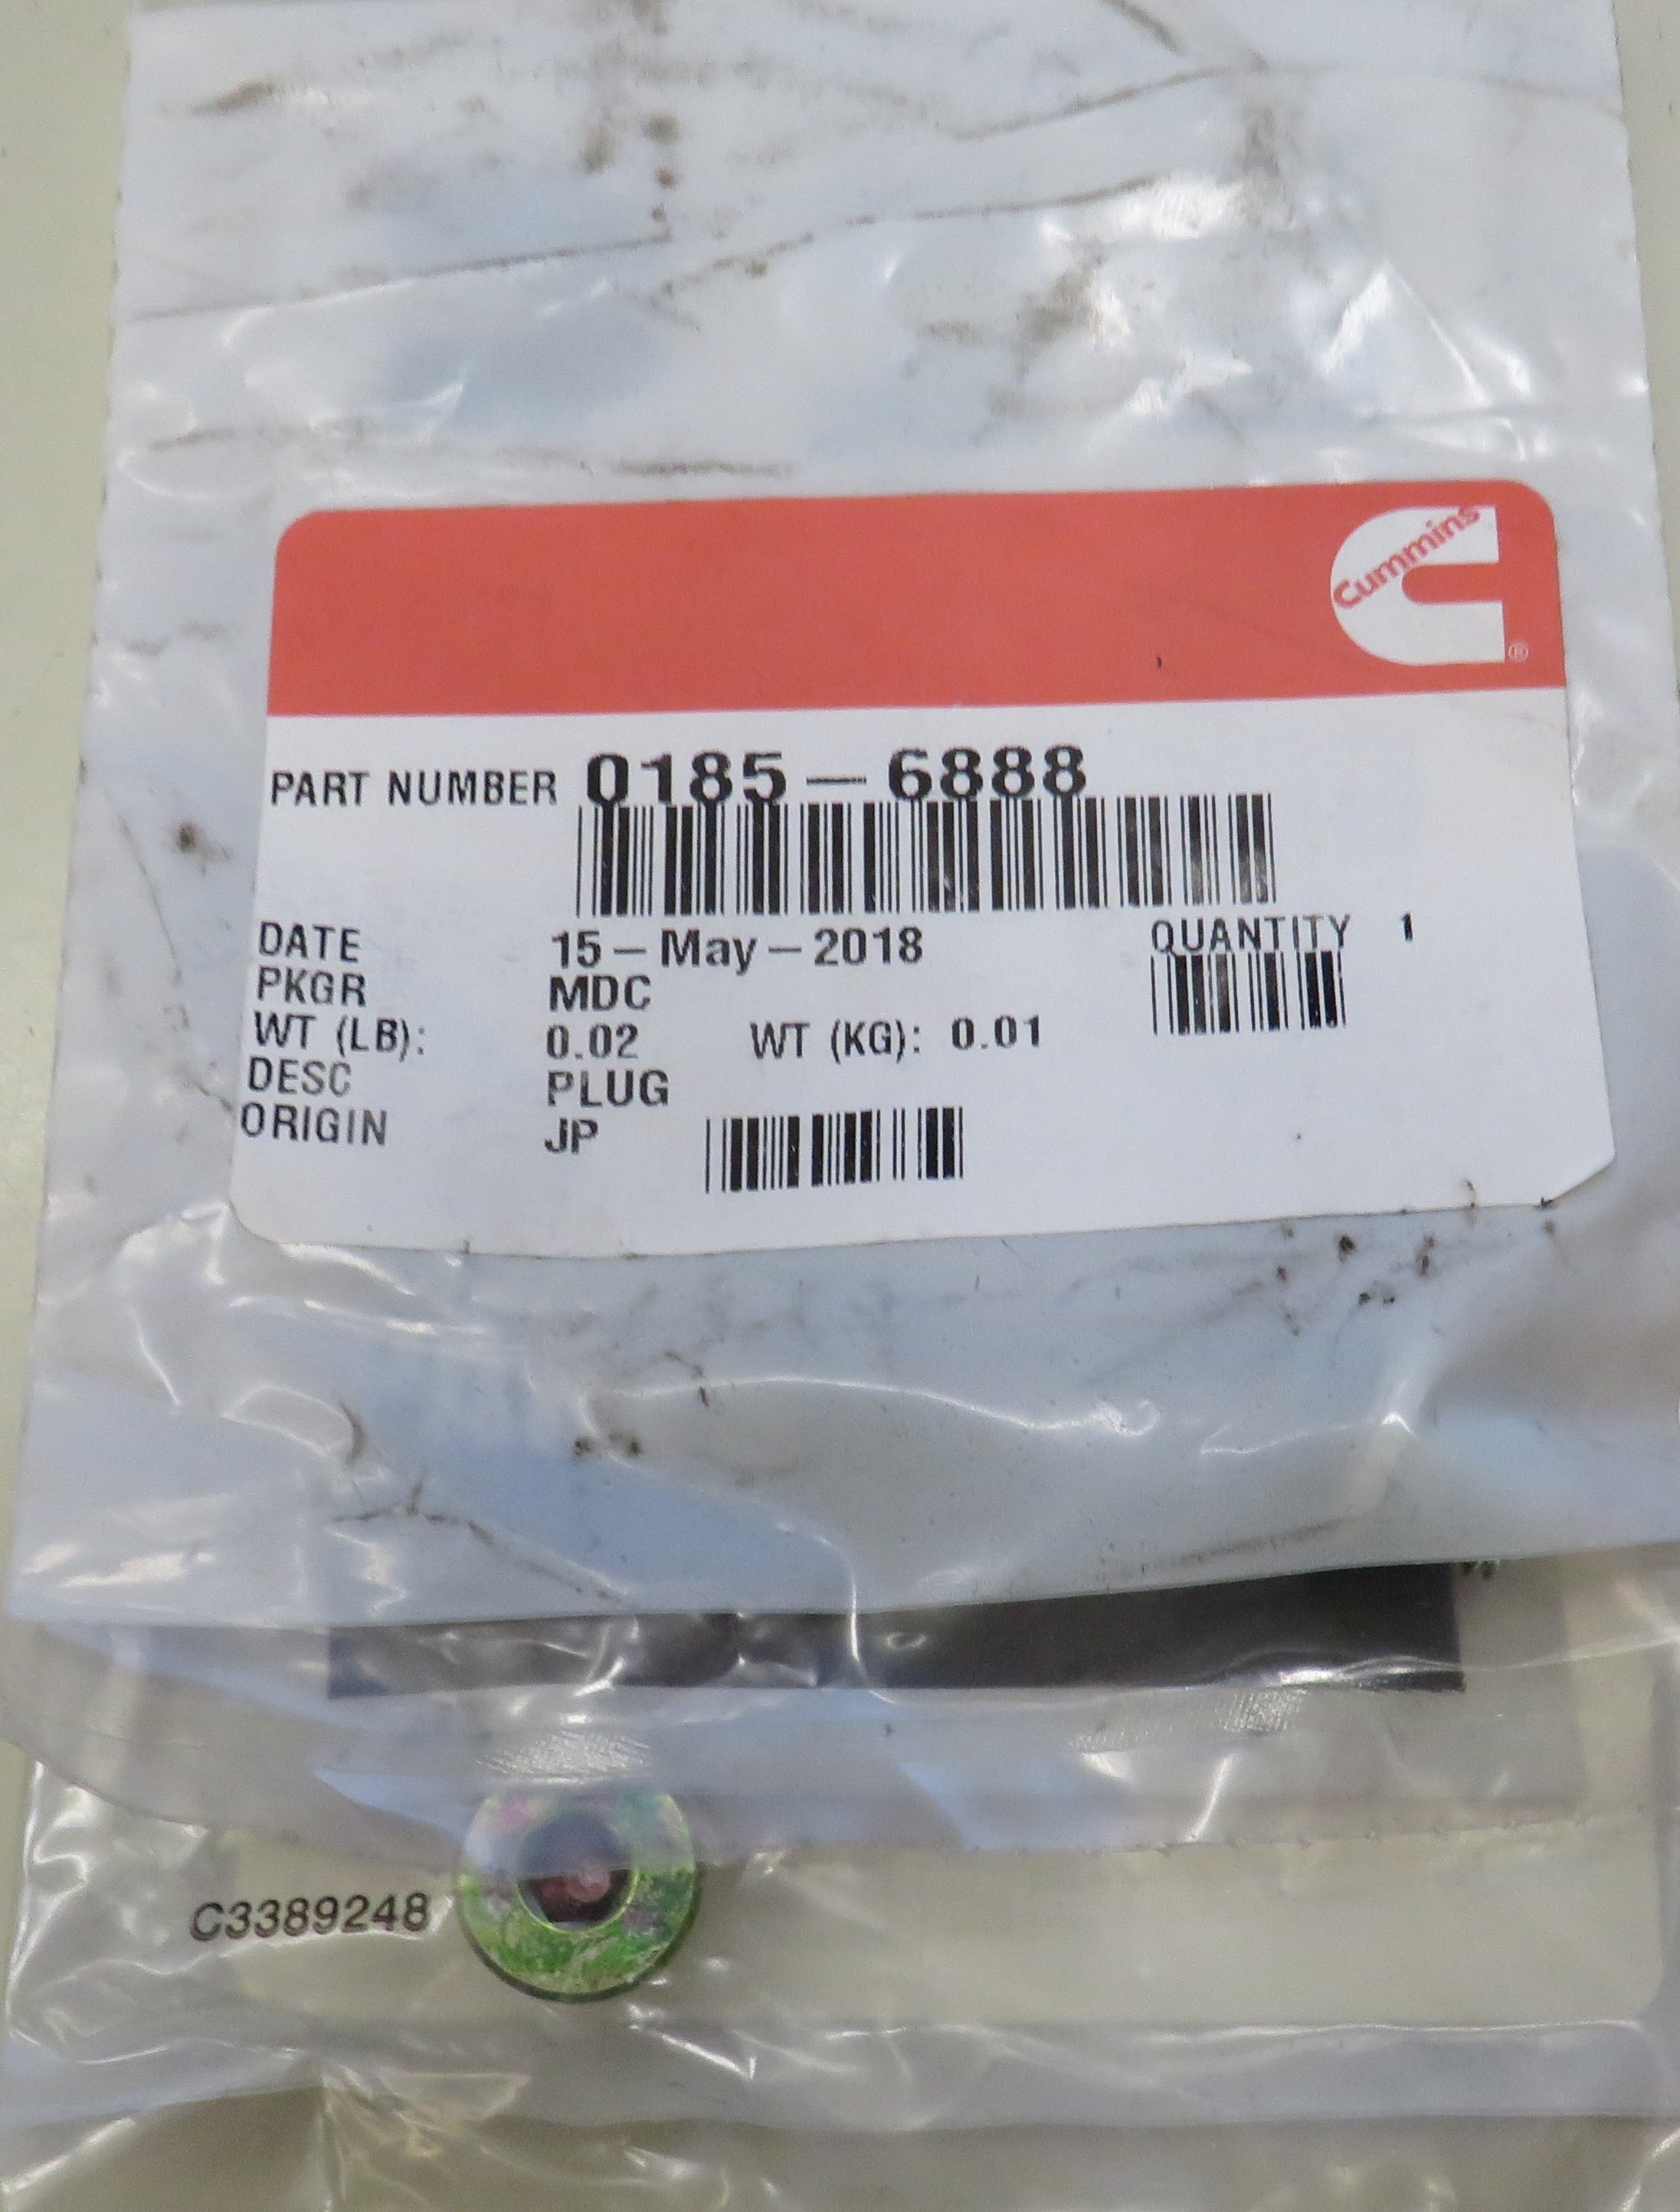 Cummins
®
PART NUMBER 0185-6888
DATE 15-May-2018 QUANTITY 1
PKGR MDC
WT (LB): 0.02 WT (KG): 0.01
DESC PLUG
ORIGIN JP
C3389248